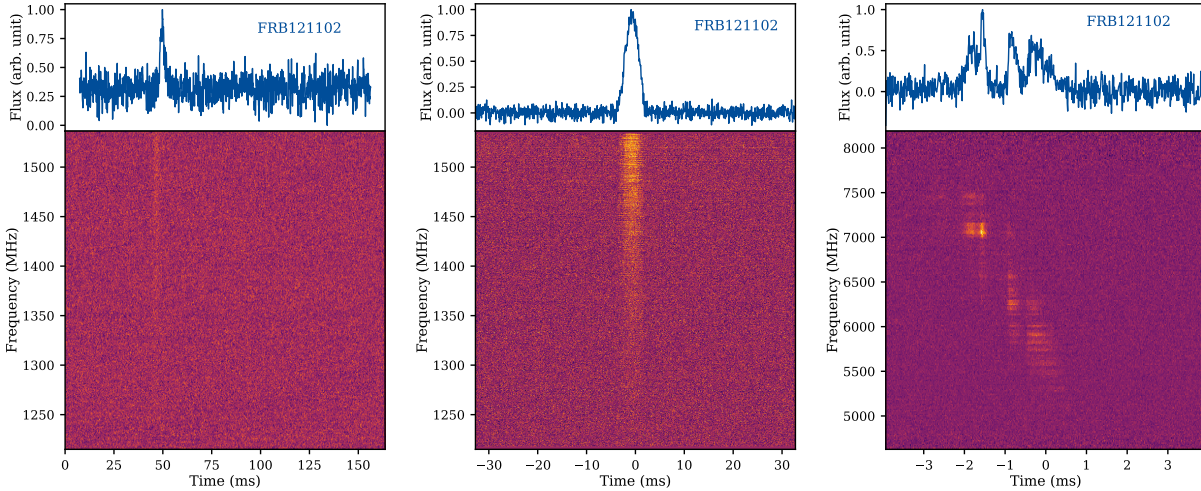 FRB121102
Flux (arb. unit)
1.00
0.75
0.50
0.25
0.00
Frequency (MHz)
1500
1450
1400
1350
1300
1250
0 25 50 75 100 125 150
Time (ms)
FRB121102
Flux (arb. unit)
1.00
0.75
0.50
0.25
0.00
Frequency (MHz)
1500
1450
1400
1350
1300
1250
−30 −20 −10 0 10 20 30
Time (ms)
FRB121102
Flux (arb. unit)
1.0
0.5
0.0
Frequency (MHz)
8000
7500
7000
6500
6000
5500
5000
−3 −2 −1 0 1 2 3
Time (ms)